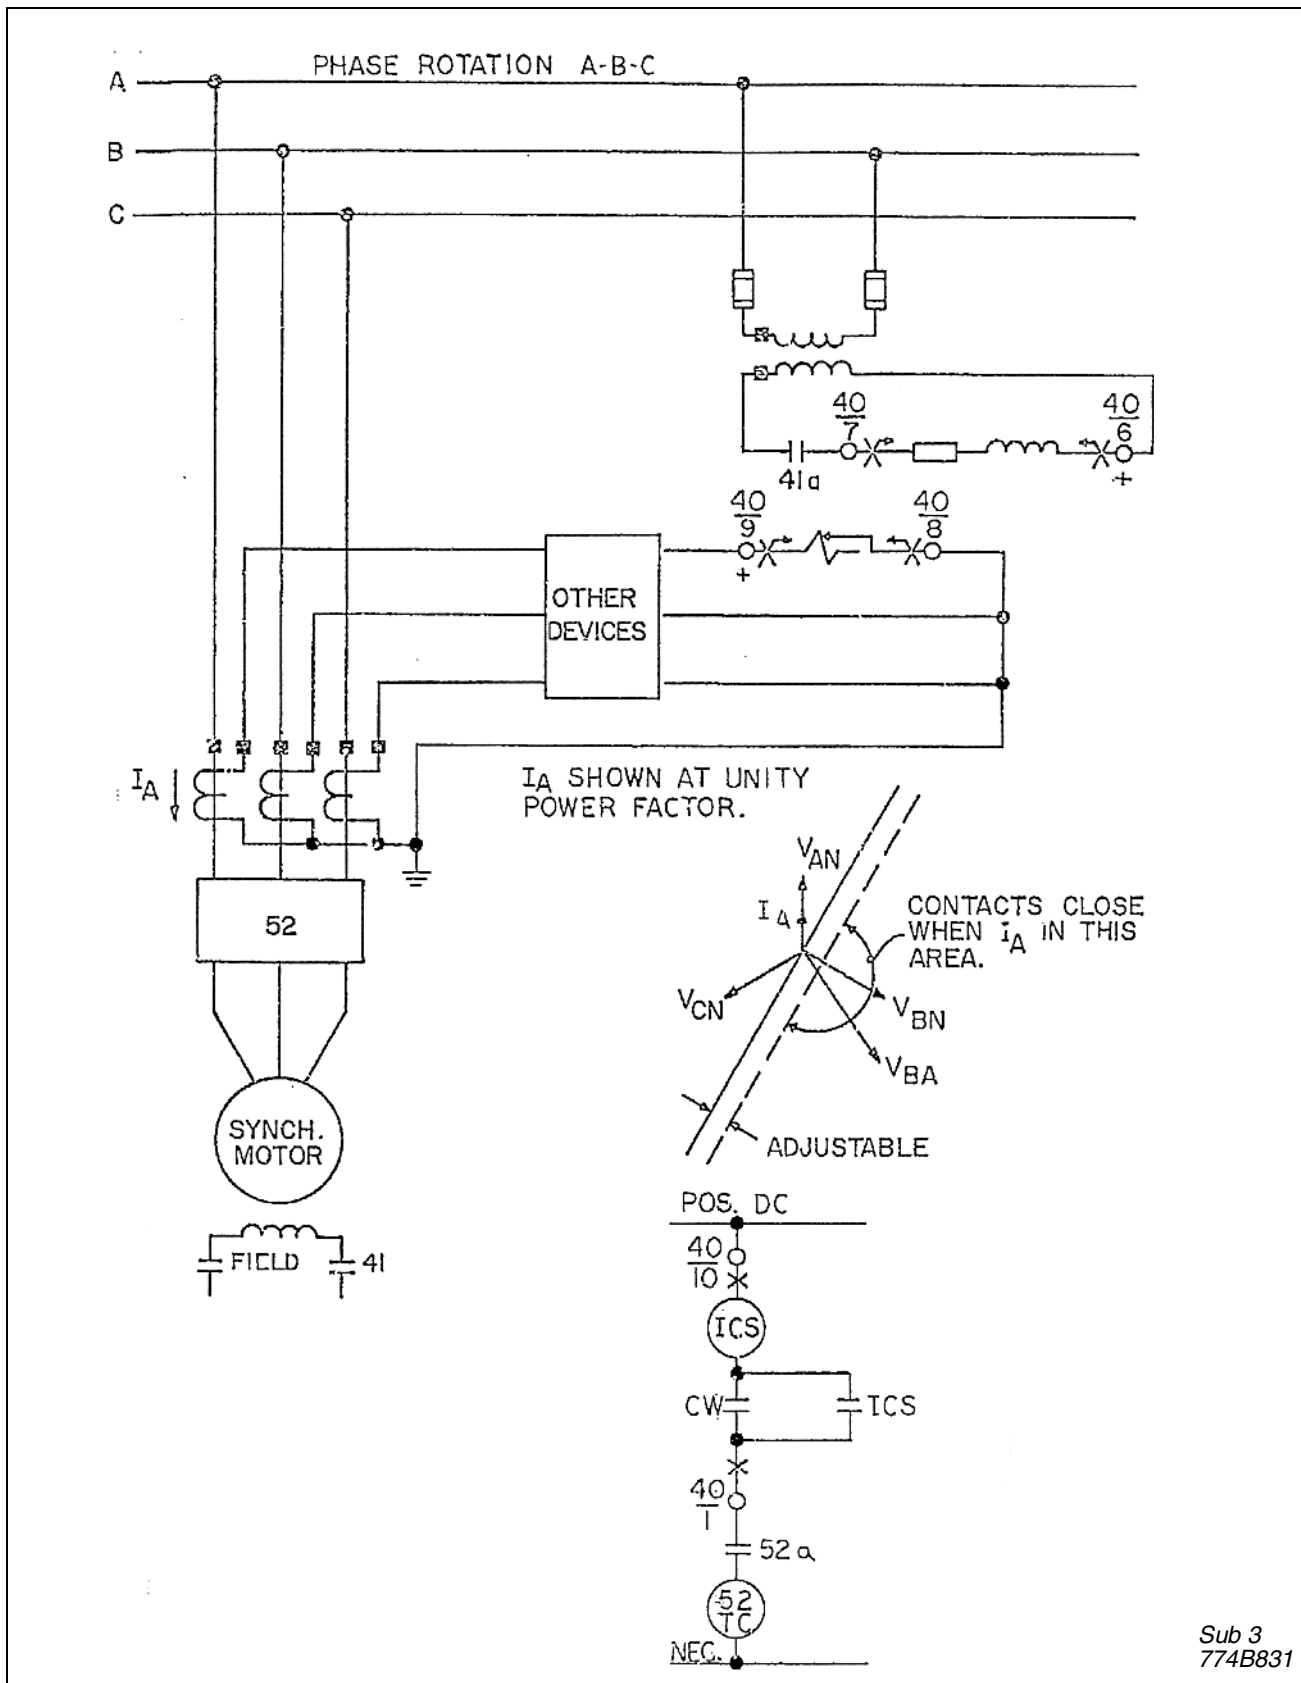 PHASE ROTATION A-B-C
A
B
C
40
7
40
6
41a
+
40
9
40
8
+
OTHER
DEVICES
IA
IA SHOWN AT UNITY
POWER FACTOR.
52
VAN
IA
CONTACTS CLOSE
WHEN IA IN THIS
AREA.
VCN
VBN
VBA
SYNCH.
MOTOR
ADJUSTABLE
FIELD
41
POS. DC
40
10
ICS
CW
ICS
40
1
52a
52
TC
NEG.
Sub 3
774B831